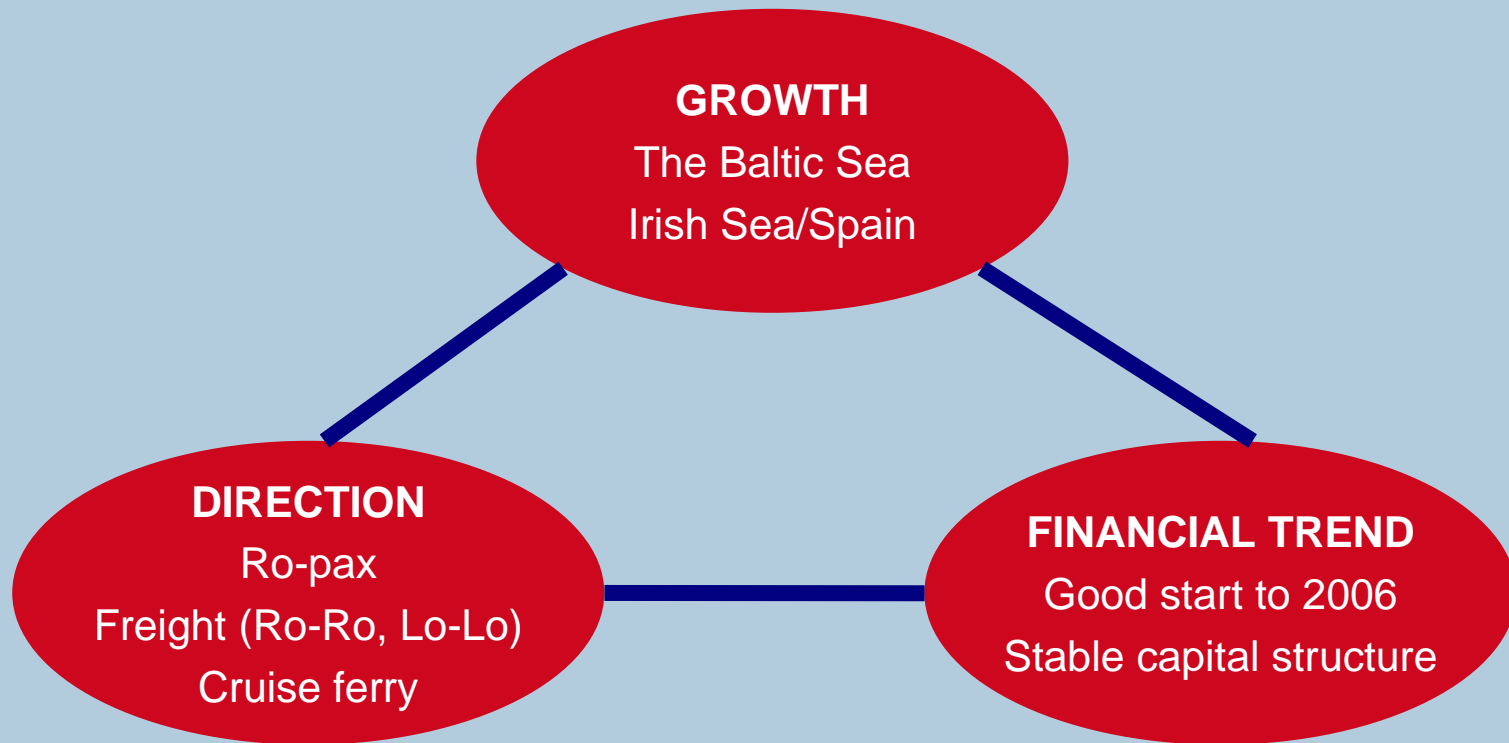 GROWTH
The Baltic Sea
Irish Sea/Spain
DIRECTION
Ro-pax
Freight (Ro-Ro, Lo-Lo)
Cruise ferry
FINANCIAL TREND
Good start to 2006
Stable capital structure